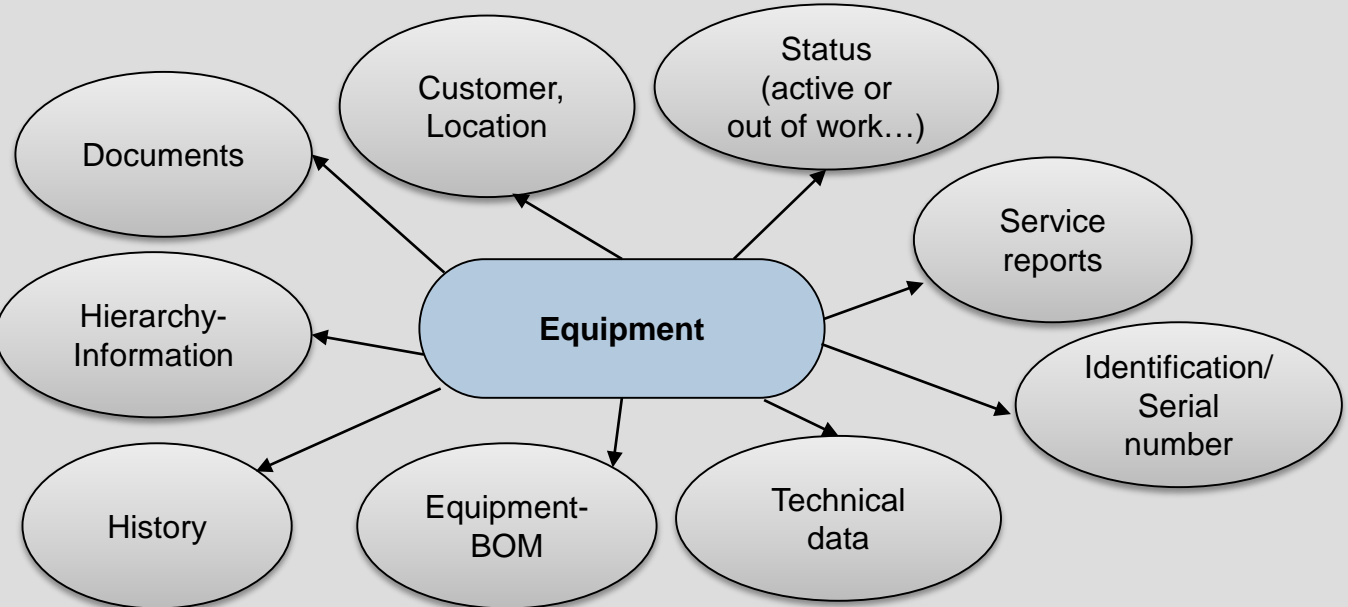 Status
(active or
out of work…)
Customer,
Location
Documents
Service
reports
Hierarchy-
Information
Equipment
Identification/
Serial
number
History
Equipment-
BOM
Technical
data